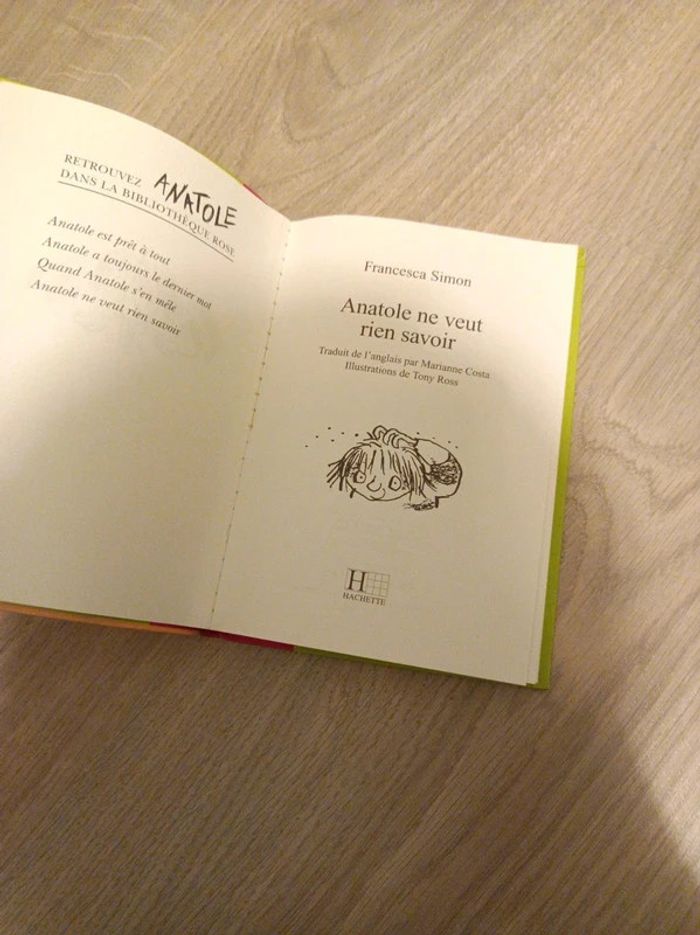 RETROUVEZ ANATOLE
DANS LA BIBLIOTHÈQUE ROSE
Anatole est prêt à tout
Anatole a toujours le dernier mot
Quand Anatole s'en mêle
Anatole ne veut rien savoir
Francesca Simon
Anatole ne veut
rien savoir
Traduit de l'anglais par Marianne Costa
Illustrations de Tony Ross
H
HACHETTE